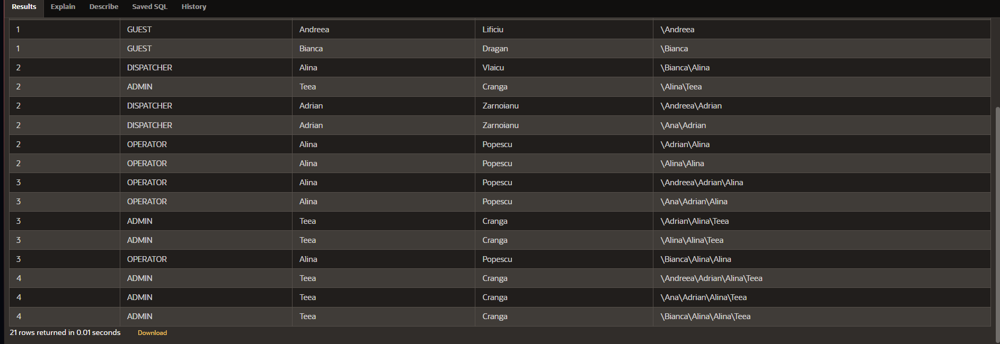 Results Explain Describe Saved SQL History
1 GUEST Andreea Lificiu \Andreea
1 GUEST Bianca Dragan \Bianca
2 DISPATCHER Alina Vlaicu \Bianca\Alina
2 ADMIN Teea Cranga \Alina\Teea
2 DISPATCHER Adrian Zarnoianu \Andreea\Adrian
2 DISPATCHER Adrian Zarnoianu \Ana\Adrian
2 OPERATOR Alina Popescu \Adrian\Alina
2 OPERATOR Alina Popescu \Alina\Alina
3 OPERATOR Alina Popescu \Andreea\Adrian\Alina
3 OPERATOR Alina Popescu \Ana\Adrian\Alina
3 ADMIN Teea Cranga \Adrian\Alina\Teea
3 ADMIN Teea Cranga \Alina\Alina\Teea
3 OPERATOR Alina Popescu \Bianca\Alina\Alina
4 ADMIN Teea Cranga \Andreea\Adrian\Alina\Teea
4 ADMIN Teea Cranga \Ana\Adrian\Alina\Teea
4 ADMIN Teea Cranga \Bianca\Alina\Alina\Teea
21 rows returned in 0.01 seconds Download